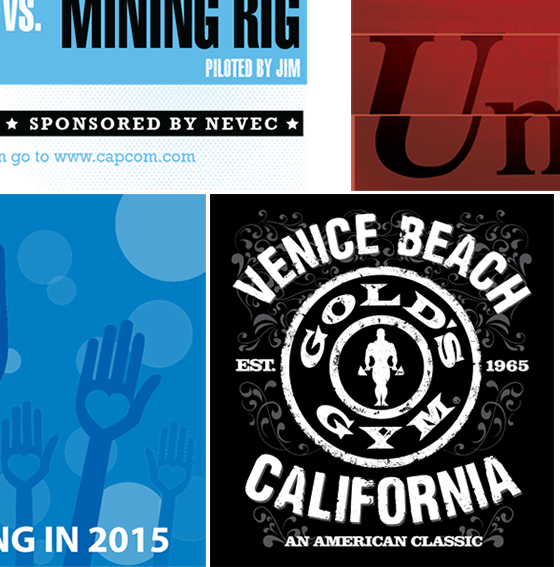 VS. MINING RIG
PILOTED BY JIM
★ SPONSORED BY NEVEC ★
n go to www.capcom.com
Un
NG IN 2015
VENICE BEACH
GOLD'S
EST. 1965
GYM®
CALIFORNIA
AN AMERICAN CLASSIC